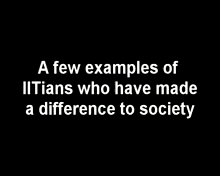 A few examples of
IITians who have made
a difference to society